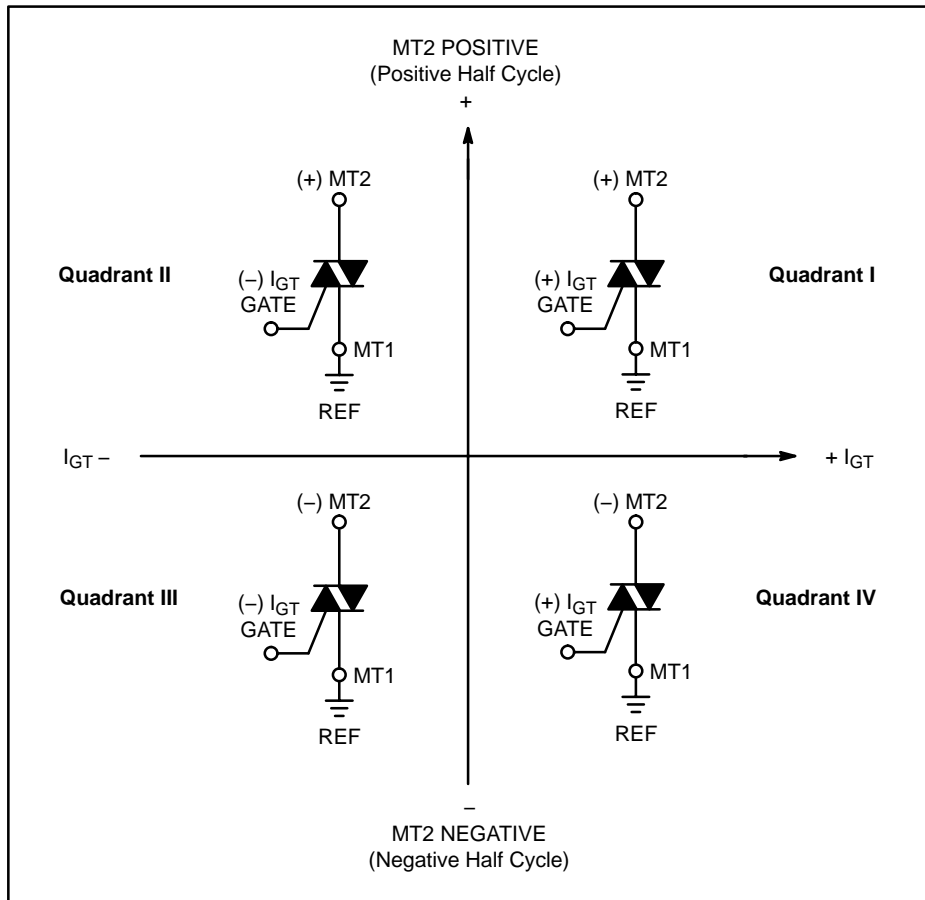 MT2 POSITIVE
(Positive Half Cycle)
+
(+) MT2
(+) MT2
Quadrant II
(–) IGT
GATE
(+) IGT
GATE
Quadrant I
MT1
MT1
REF
REF
IGT –
+ IGT
(–) MT2
(–) MT2
Quadrant III
(–) IGT
GATE
(+) IGT
GATE
Quadrant IV
MT1
MT1
REF
REF
–
MT2 NEGATIVE
(Negative Half Cycle)